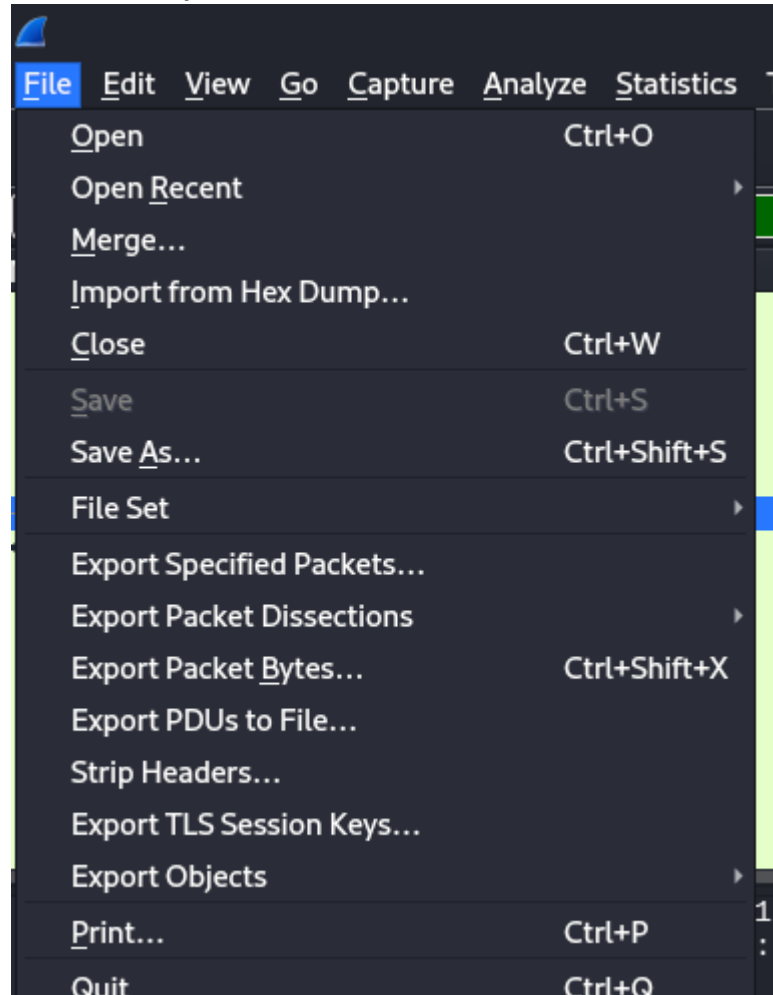 File Edit View Go Capture Analyze Statistics
Open Ctrl+O
Open Recent
Merge...
Import from Hex Dump...
Close Ctrl+W
Save Ctrl+S
Save As... Ctrl+Shift+S
File Set
Export Specified Packets...
Export Packet Dissections
Export Packet Bytes... Ctrl+Shift+X
Export PDUs to File...
Strip Headers...
Export TLS Session Keys...
Export Objects
1
Print... Ctrl+P
:
Quit Ctrl+Q